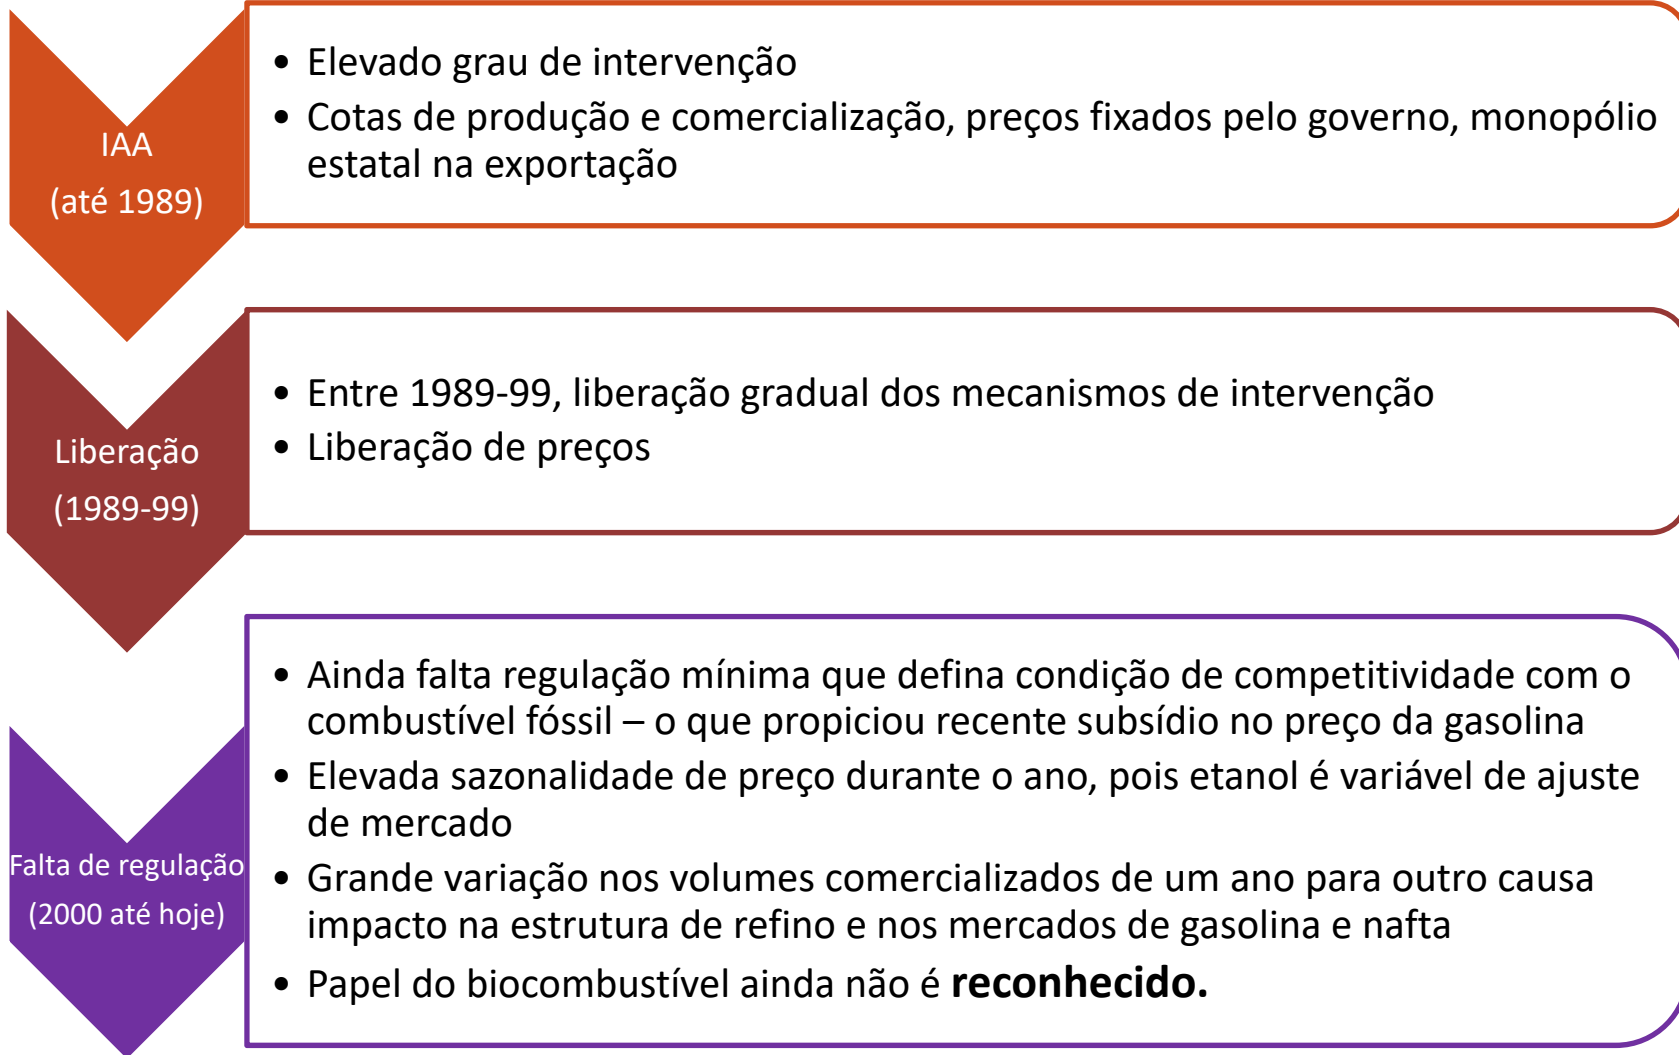 IAA
(até 1989)
• Elevado grau de intervenção
• Cotas de produção e comercialização, preços fixados pelo governo, monopólio
estatal na exportação
Liberação
(1989-99)
• Entre 1989-99, liberação gradual dos mecanismos de intervenção
• Liberação de preços
Falta de regulação
(2000 até hoje)
• Ainda falta regulação mínima que defina condição de competitividade com o
combustível fóssil – o que propiciou recente subsídio no preço da gasolina
• Elevada sazonalidade de preço durante o ano, pois etanol é variável de ajuste
de mercado
• Grande variação nos volumes comercializados de um ano para outro causa
impacto na estrutura de refino e nos mercados de gasolina e nafta
• Papel do biocombustível ainda não é reconhecido.